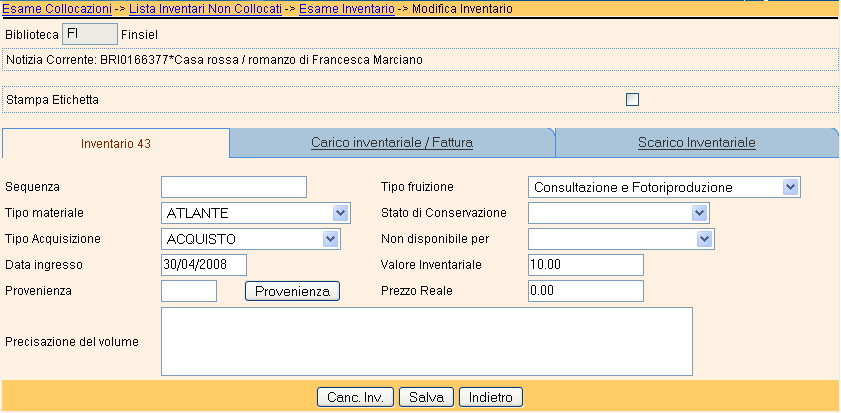 Esame Collocazioni -> Lista Inventari Non Collocati -> Esame Inventario -> Modifica Inventario
Biblioteca FI Finsiel
Notizia Corrente: BRI0166377*Casa rossa / romanzo di Francesca Marciano
Stampa Etichetta
Inventario 43 Carico inventariale / Fattura Scarico Inventariale
Sequenza Tipo fruizione Consultazione e Fotoriproduzione
Tipo materiale ATLANTE Stato di Conservazione
Tipo Acquisizione ACQUISTO Non disponibile per
Data ingresso 30/04/2008 Valore Inventariale 10.00
Provenienza Provenienza Prezzo Reale 0.00
Precisazione del volume
Canc. Inv. Salva Indietro